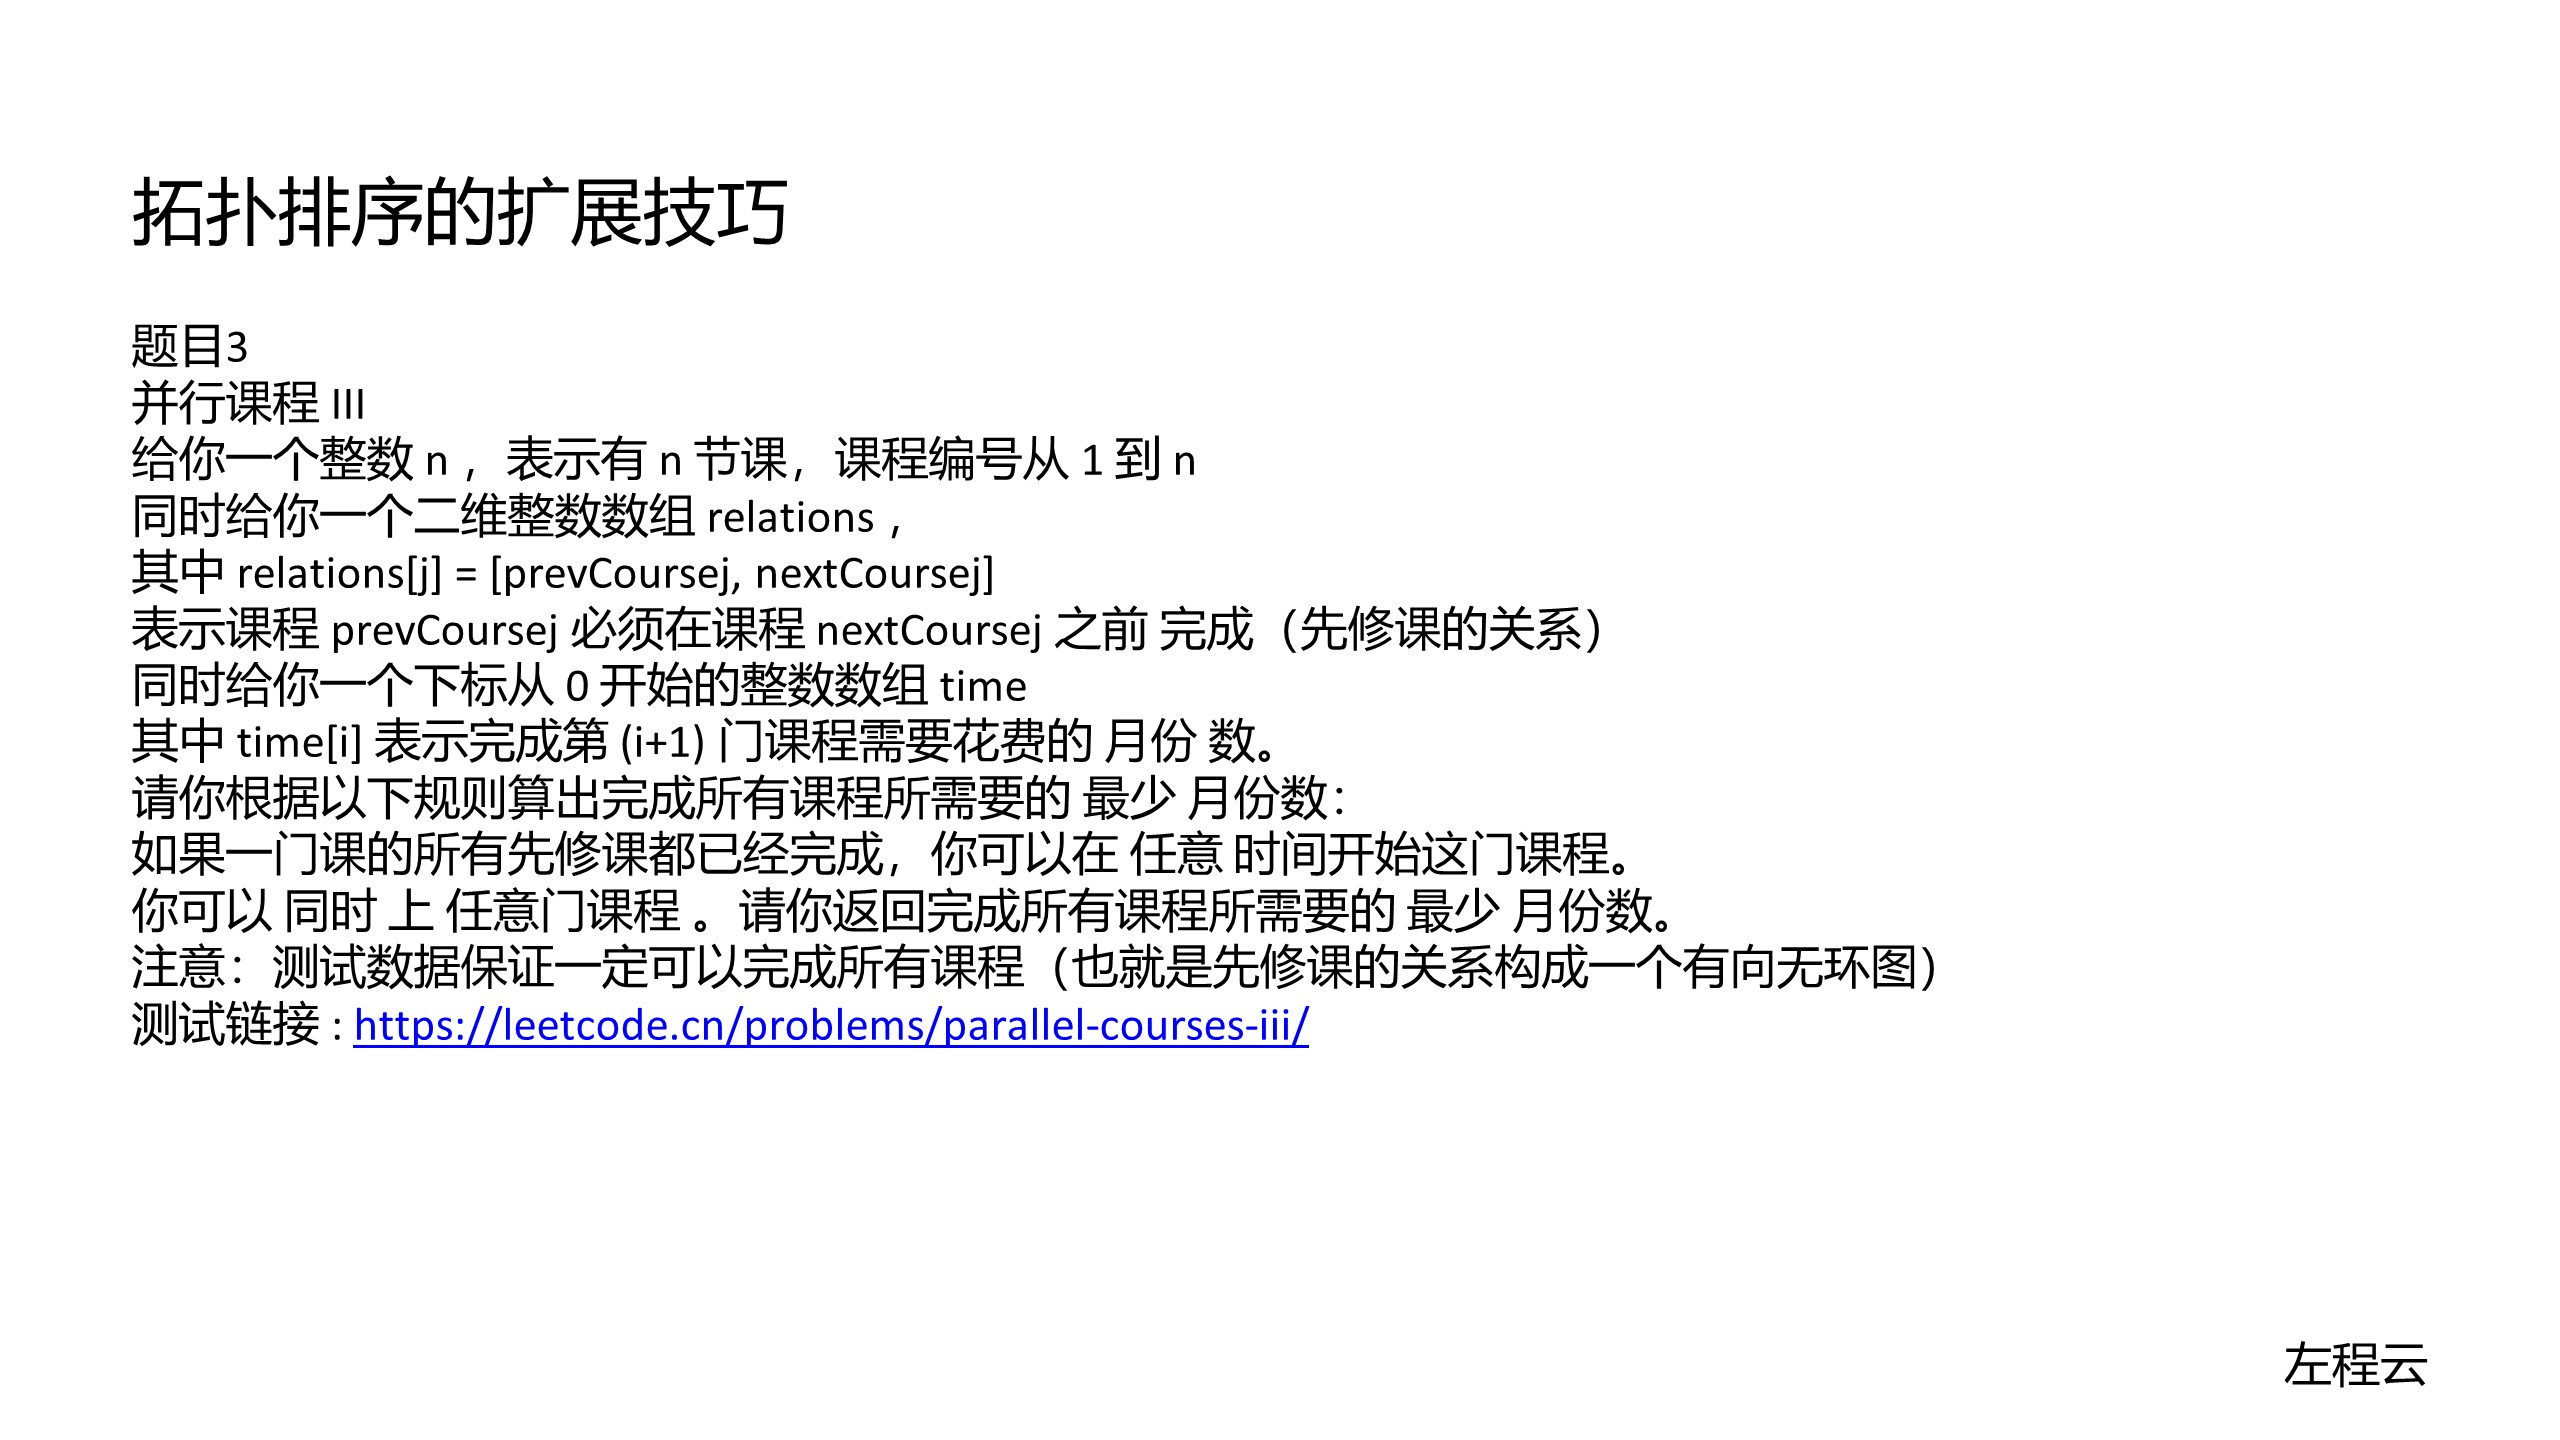 拓扑排序的扩展技巧
题目3
并行课程 III
给你一个整数 n ，表示有 n 节课，课程编号从 1 到 n
同时给你一个二维整数数组 relations ，
其中 relations[j] = [prevCoursej, nextCoursej]
表示课程 prevCoursej 必须在课程 nextCoursej 之前 完成（先修课的关系）
同时给你一个下标从 0 开始的整数数组 time
其中 time[i] 表示完成第 (i+1) 门课程需要花费的 月份 数。
请你根据以下规则算出完成所有课程所需要的 最少 月份数：
如果一门课的所有先修课都已经完成，你可以在 任意 时间开始这门课程。
你可以 同时 上 任意门课程 。请你返回完成所有课程所需要的 最少 月份数。
注意：测试数据保证一定可以完成所有课程（也就是先修课的关系构成一个有向无环图）
测试链接 : https://leetcode.cn/problems/parallel-courses-iii/
左程云